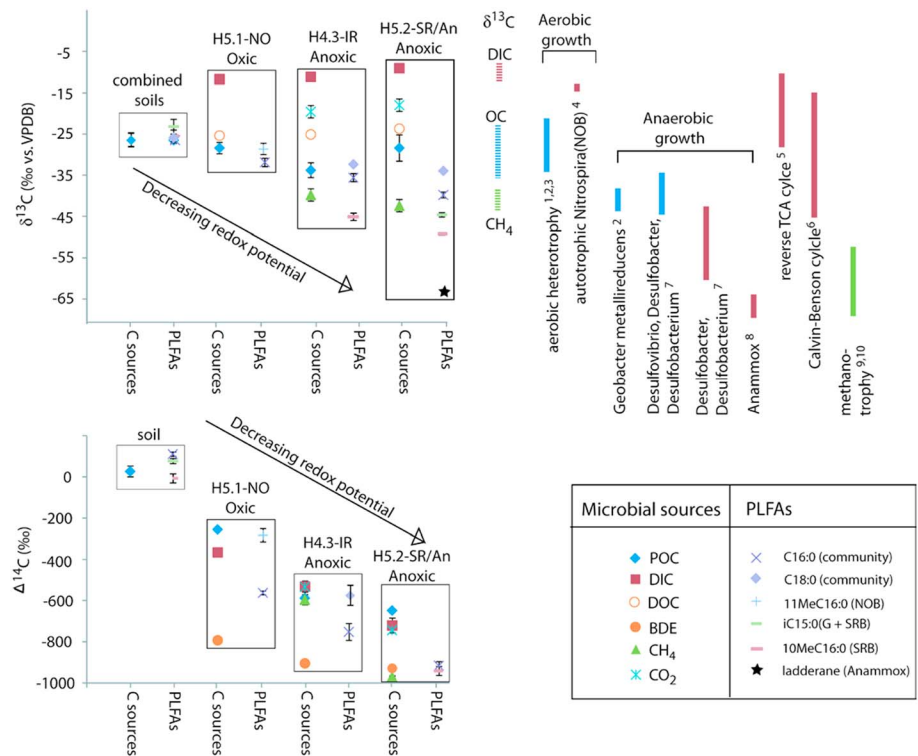 H5.2-SR/An
Anoxic
H5.1-NO
Oxic
H4.3-IR
Anoxic
combined
soils
-5
-15
-25
-35
-45
-55
-65
δ13C (‰ vs. VPDB)
Decreasing redox potential
C sources
PLFAs
C sources
PLFAs
C sources
PLFAs
C sources
PLFAs
δ13C
DIC
OC
CH4
Aerobic
growth
Anaerobic
growth
aerobic heterotrophy 1,2,3
autotrophic Nitrospira(NOB) 4
Geobacter metallireducens 2
Desulfovibrio, Desulfobacter,
Desulfobacterium 7
Desulfobacter,
Desulfobacterium 7
Anammox 8
reverse TCA cylce 5
Calvin-Benson cylcle6
methano-
trophy 9,10
soil
Decreasing redox potential
H5.1-NO
Oxic
H4.3-IR
Anoxic
H5.2-SR/An
Anoxic
0
-200
-400
-600
-800
-1000
Δ14C (‰)
C sources
PLFAs
C sources
PLFAs
C sources
PLFAs
C sources
PLFAs
Microbial sources
POC
DIC
DOC
BDE
CH4
CO2
PLFAs
C16:0 (community)
C18:0 (community)
11MeC16:0 (NOB)
iC15:0(G + SRB)
10MeC16:0 (SRB)
ladderane (Anammox)